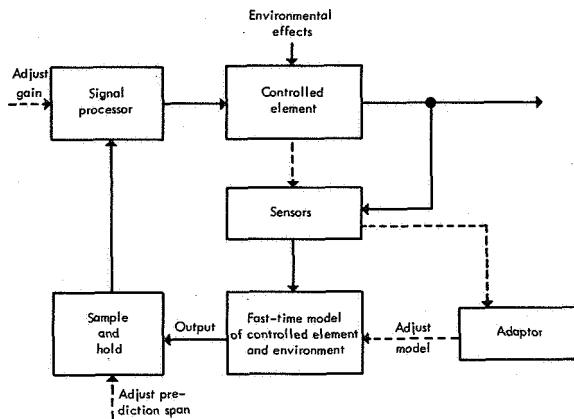 Environmental
effects
Adjust
gain
Signal
processor
Controlled
element
Sensors
Sample
and
hold
Output
Fast-time model
of controlled element
and environment
Adjust
model
Adaptor
Adjust pre-
diction span